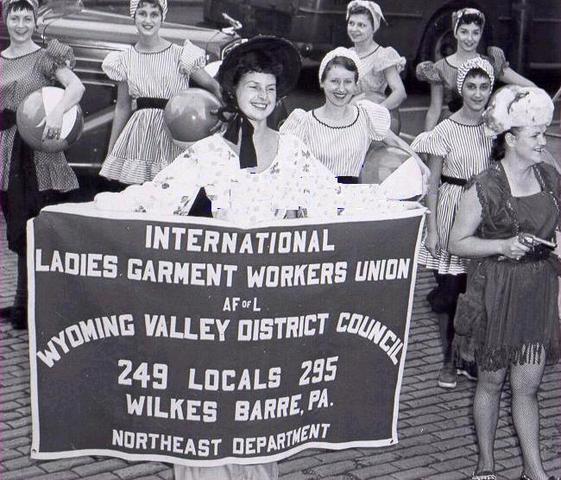 INTERNATIONAL
LADIES GARMENT WORKERS UNION
AF of L
WYOMING VALLEY DISTRICT COUNCIL
249 LOCALS 295
WILKES BARRE, PA.
NORTHEAST DEPARTMENT